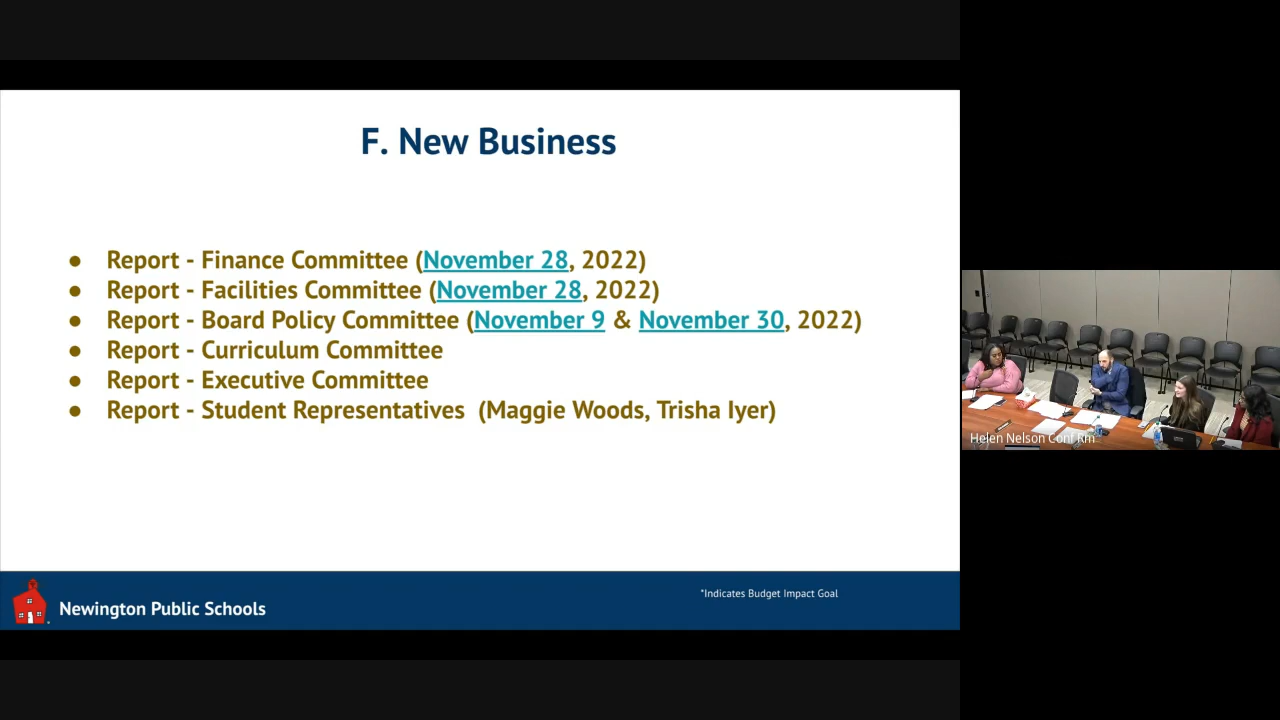 F. New Business
● Report - Finance Committee (November 28, 2022)
● Report - Facilities Committee (November 28, 2022)
● Report - Board Policy Committee (November 9 & November 30, 2022)
● Report - Curriculum Committee
● Report - Executive Committee
● Report - Student Representatives (Maggie Woods, Trisha Iyer)
Helen Nelson Conf Rm
*Indicates Budget Impact Goal
Newington Public Schools